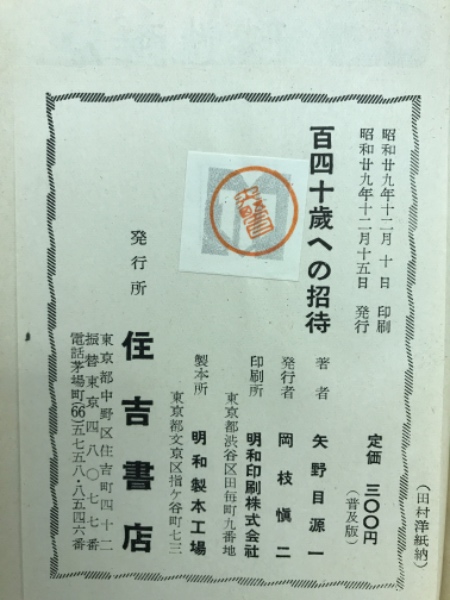 昭和廿九年十二月十日　印刷
昭和廿九年十二月十五日　発行
百四十歳への招待
定価　三〇〇円
（普及版）
著者　矢野目源一
発行者　岡枝愼二
印刷所　明和印刷株式会社
東京都渋谷区田毎町九番地
製本所　明和製本工場
東京都文京区指ヶ谷町七三
発行所　住吉書店
東京都中野区住吉町四十二
振替東京四八〇七七番
電話茅場町(66)五七五八・八五四六番
（田村洋紙納）